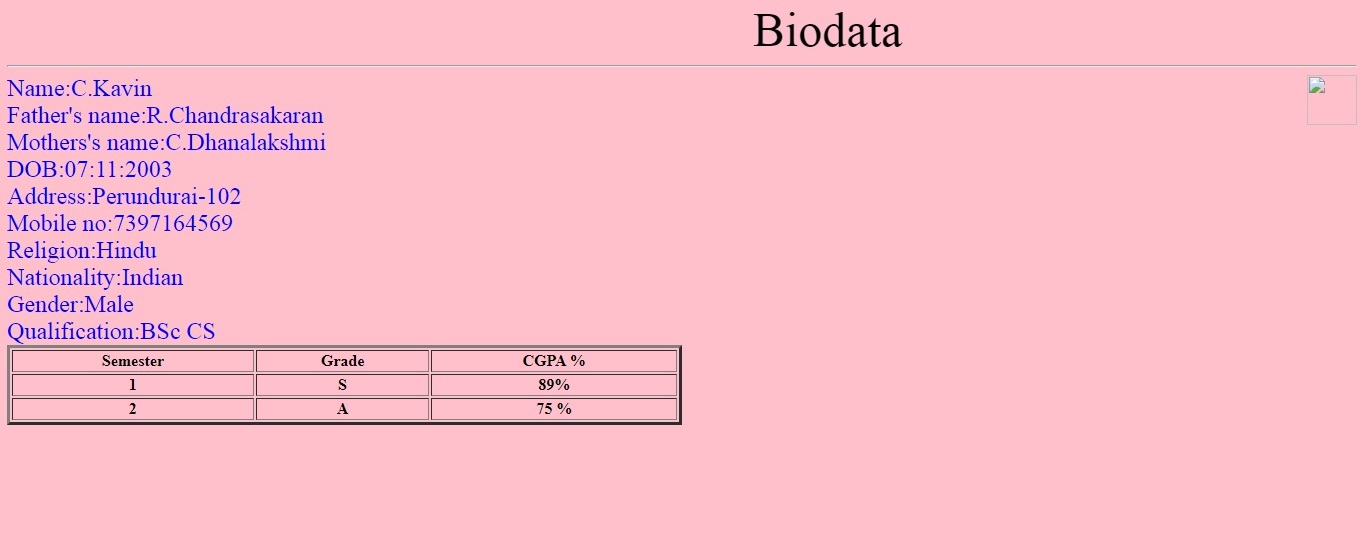 Biodata
Name:C.Kavin
Father's name:R.Chandrasakaran
Mothers's name:C.Dhanalakshmi
DOB:07:11:2003
Address:Perundurai-102
Mobile no:7397164569
Religion:Hindu
Nationality:Indian
Gender:Male
Qualification:BSc CS
Semester Grade CGPA %
1 S 89%
2 A 75 %